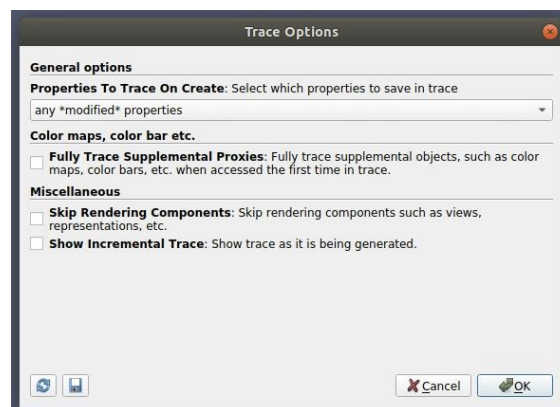 Trace Options
General options
Properties To Trace On Create: Select which properties to save in trace
any *modified* properties
Color maps, color bar etc.
Fully Trace Supplemental Proxies: Fully trace supplemental objects, such as color
maps, color bars, etc. when accessed the first time in trace.
Miscellaneous
Skip Rendering Components: Skip rendering components such as views,
representations, etc.
Show Incremental Trace: Show trace as it is being generated.
Cancel
OK